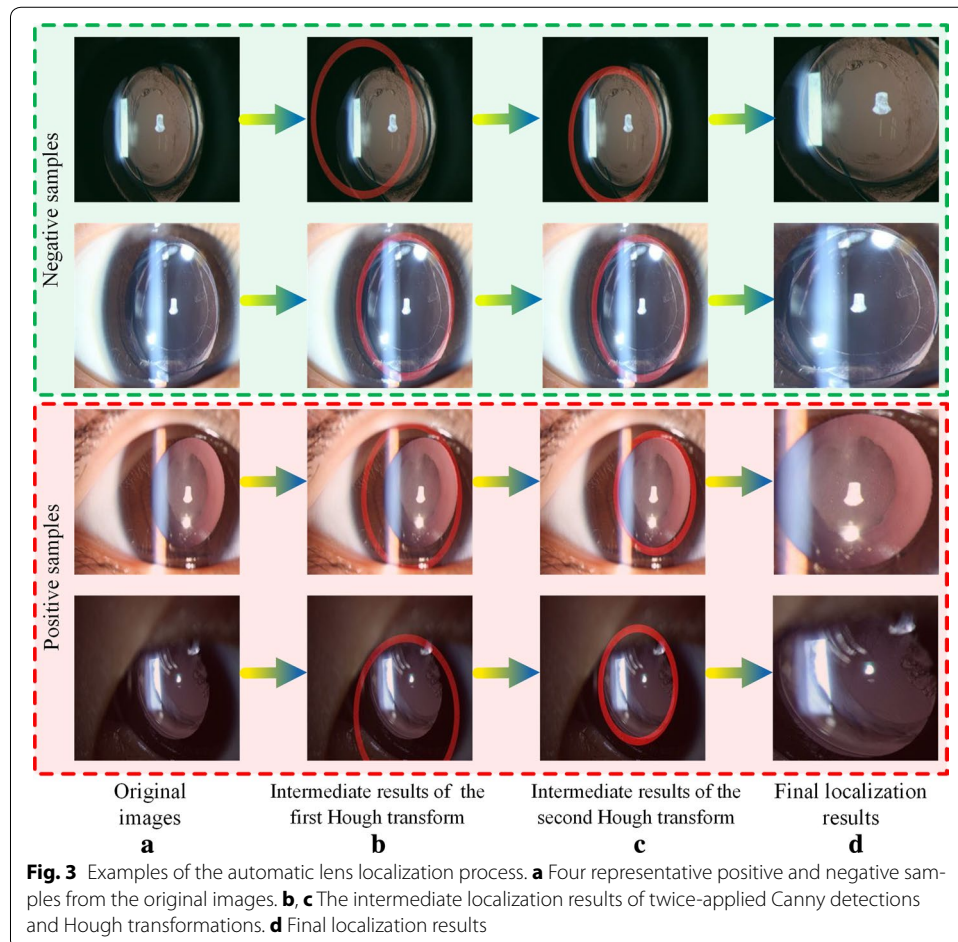 Negative samples
Positive samples
Original
images
a
Intermediate results of the
first Hough transform
b
Intermediate results of the
second Hough transform
c
Final localization
results
d
Fig. 3 Examples of the automatic lens localization process. a Four representative positive and negative sam-
ples from the original images. b, c The intermediate localization results of twice-applied Canny detections
and Hough transformations. d Final localization results